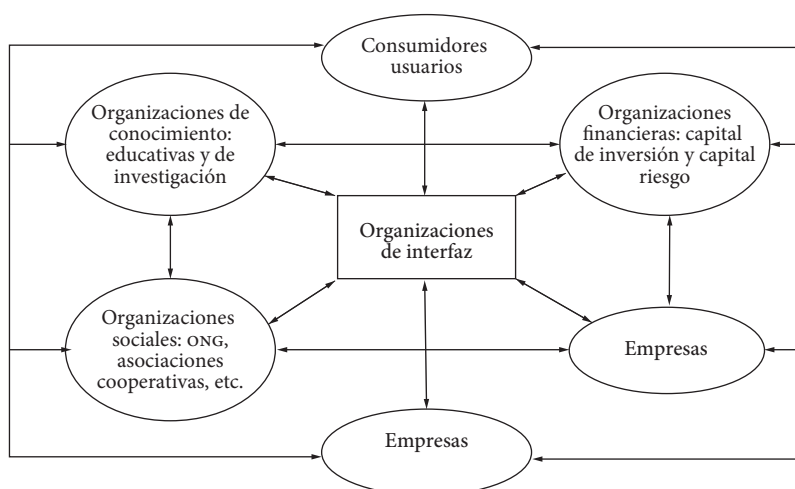 Consumidores
usuarios
Organizaciones de
conocimiento:
educativas y de
investigación
Organizaciones
financieras: capital
de inversión y capital
riesgo
Organizaciones
de interfaz
Organizaciones
sociales: ONG,
asociaciones
cooperativas, etc.
Empresas
Empresas